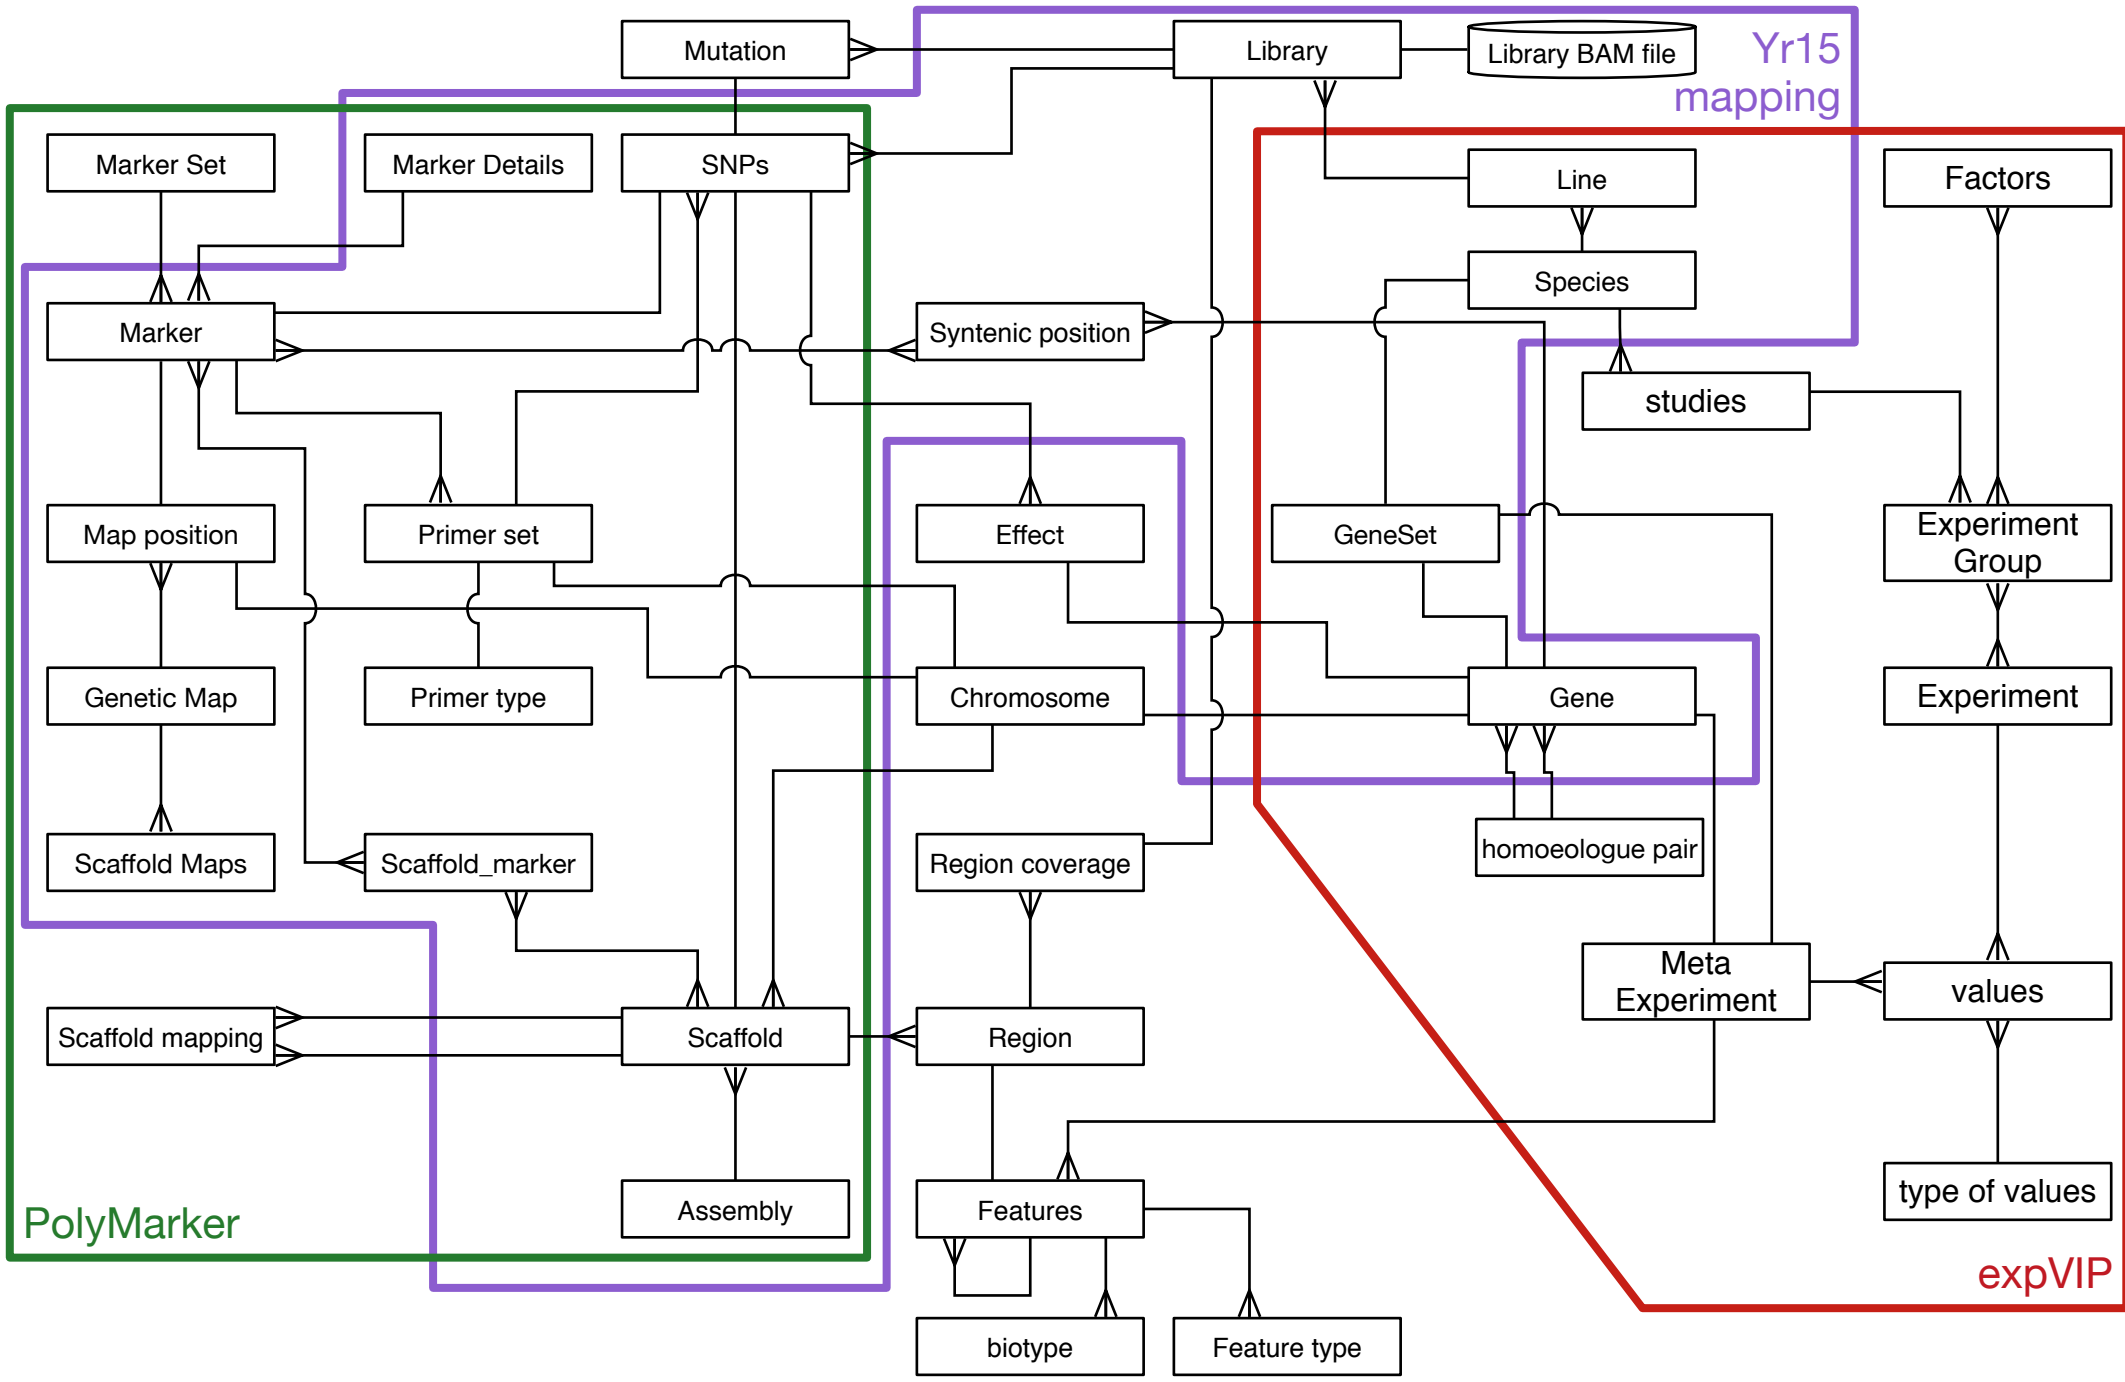 Mutation
Library
Library BAM file
Yr15
mapping
Marker Set
Marker Details
SNPs
Line
Factors
Species
Marker
Syntenic position
studies
Map position
Primer set
Effect
GeneSet
Experiment
Group
Genetic Map
Primer type
Chromosome
Gene
Experiment
Scaffold Maps
Scaffold_marker
Region coverage
homoeologue pair
Meta
Experiment
values
Scaffold mapping
Scaffold
Region
type of values
PolyMarker
Assembly
Features
expVIP
biotype
Feature type